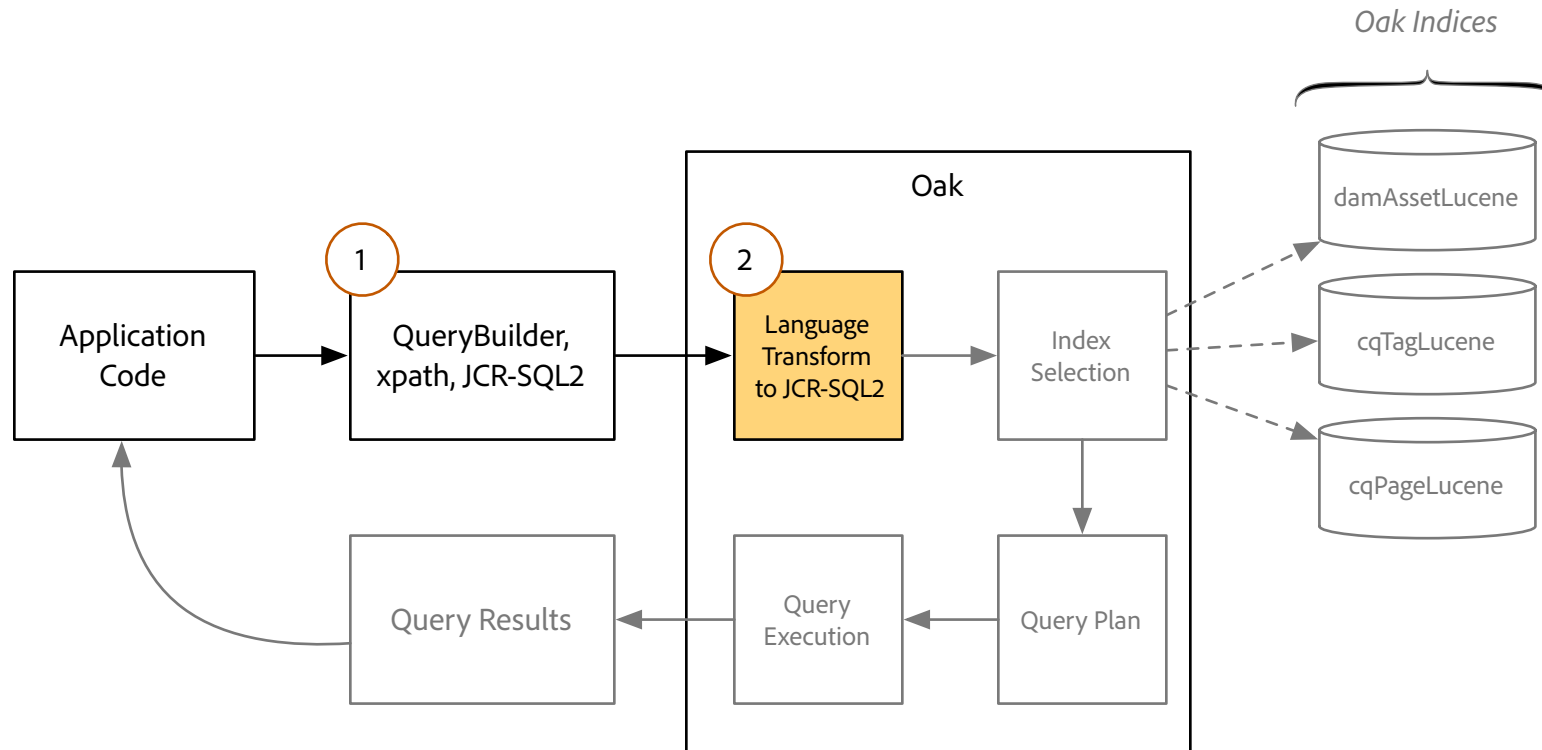 Oak Indices
Oak
damAssetLucene
1
2
Application
Code
QueryBuilder,
xpath, JCR-SQL2
Language
Transform
to JCR-SQL2
Index
Selection
cqTagLucene
cqPageLucene
Query Results
Query
Execution
Query Plan